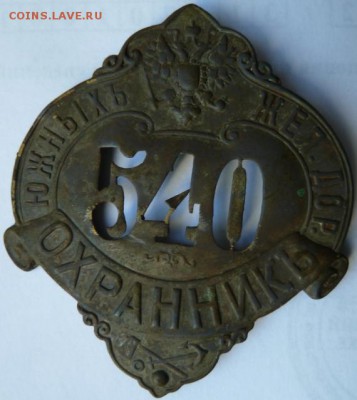 COINS.LAVE.RU
ЮЖНЫХЪ ЖЕЛ. ДОР.
540
ОХРАННИКЪ